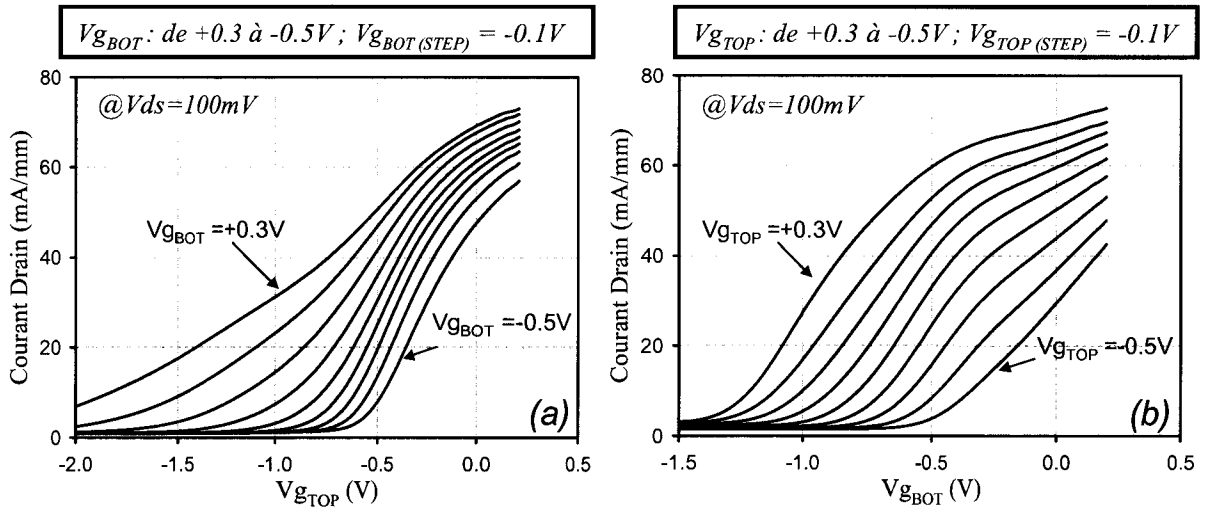 Vg_BOT : de +0.3 à -0.5V ; Vg_BOT (STEP) = -0.1V
Vg_TOP : de +0.3 à -0.5V ; Vg_TOP (STEP) = -0.1V
@Vds=100mV
Vg_BOT =+0.3V
Vg_BOT =-0.5V
(a)
Courant Drain (mA/mm)
80
60
40
20
0
-2.0 -1.5 -1.0 -0.5 0.0 0.5
Vg_TOP (V)
@Vds=100mV
Vg_TOP =+0.3V
Vg_TOP =-0.5V
(b)
Courant Drain (mA/mm)
80
60
40
20
0
-1.5 -1.0 -0.5 0.0 0.5
Vg_BOT (V)